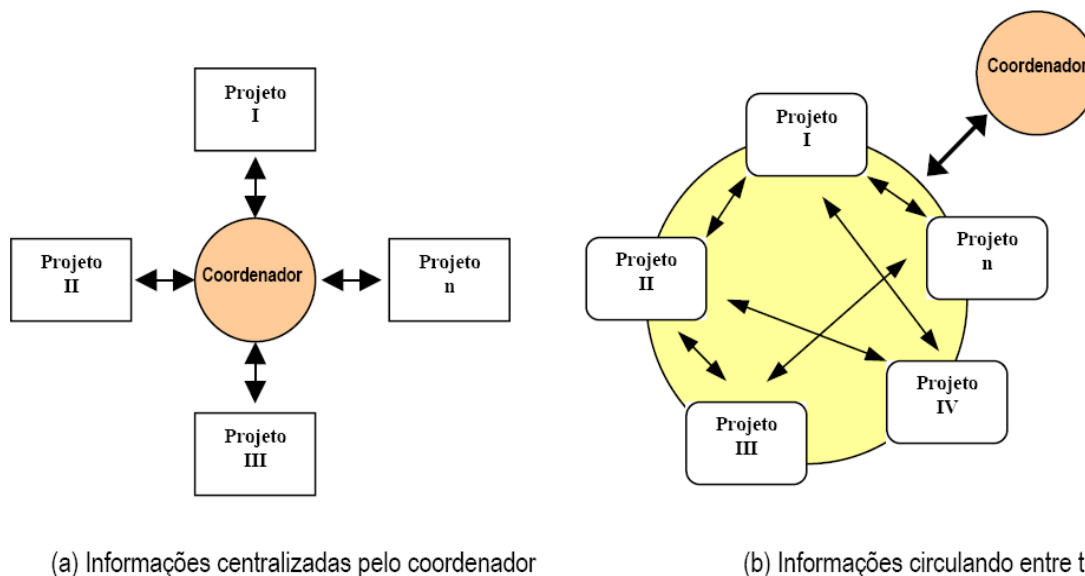 Projeto
I
Projeto
II
Coordenador
Projeto
n
Projeto
III
(a) Informações centralizadas pelo coordenador
Coordenador
Projeto
I
Projeto
II
Projeto
n
Projeto
III
Projeto
IV
(b) Informações circulando entre t